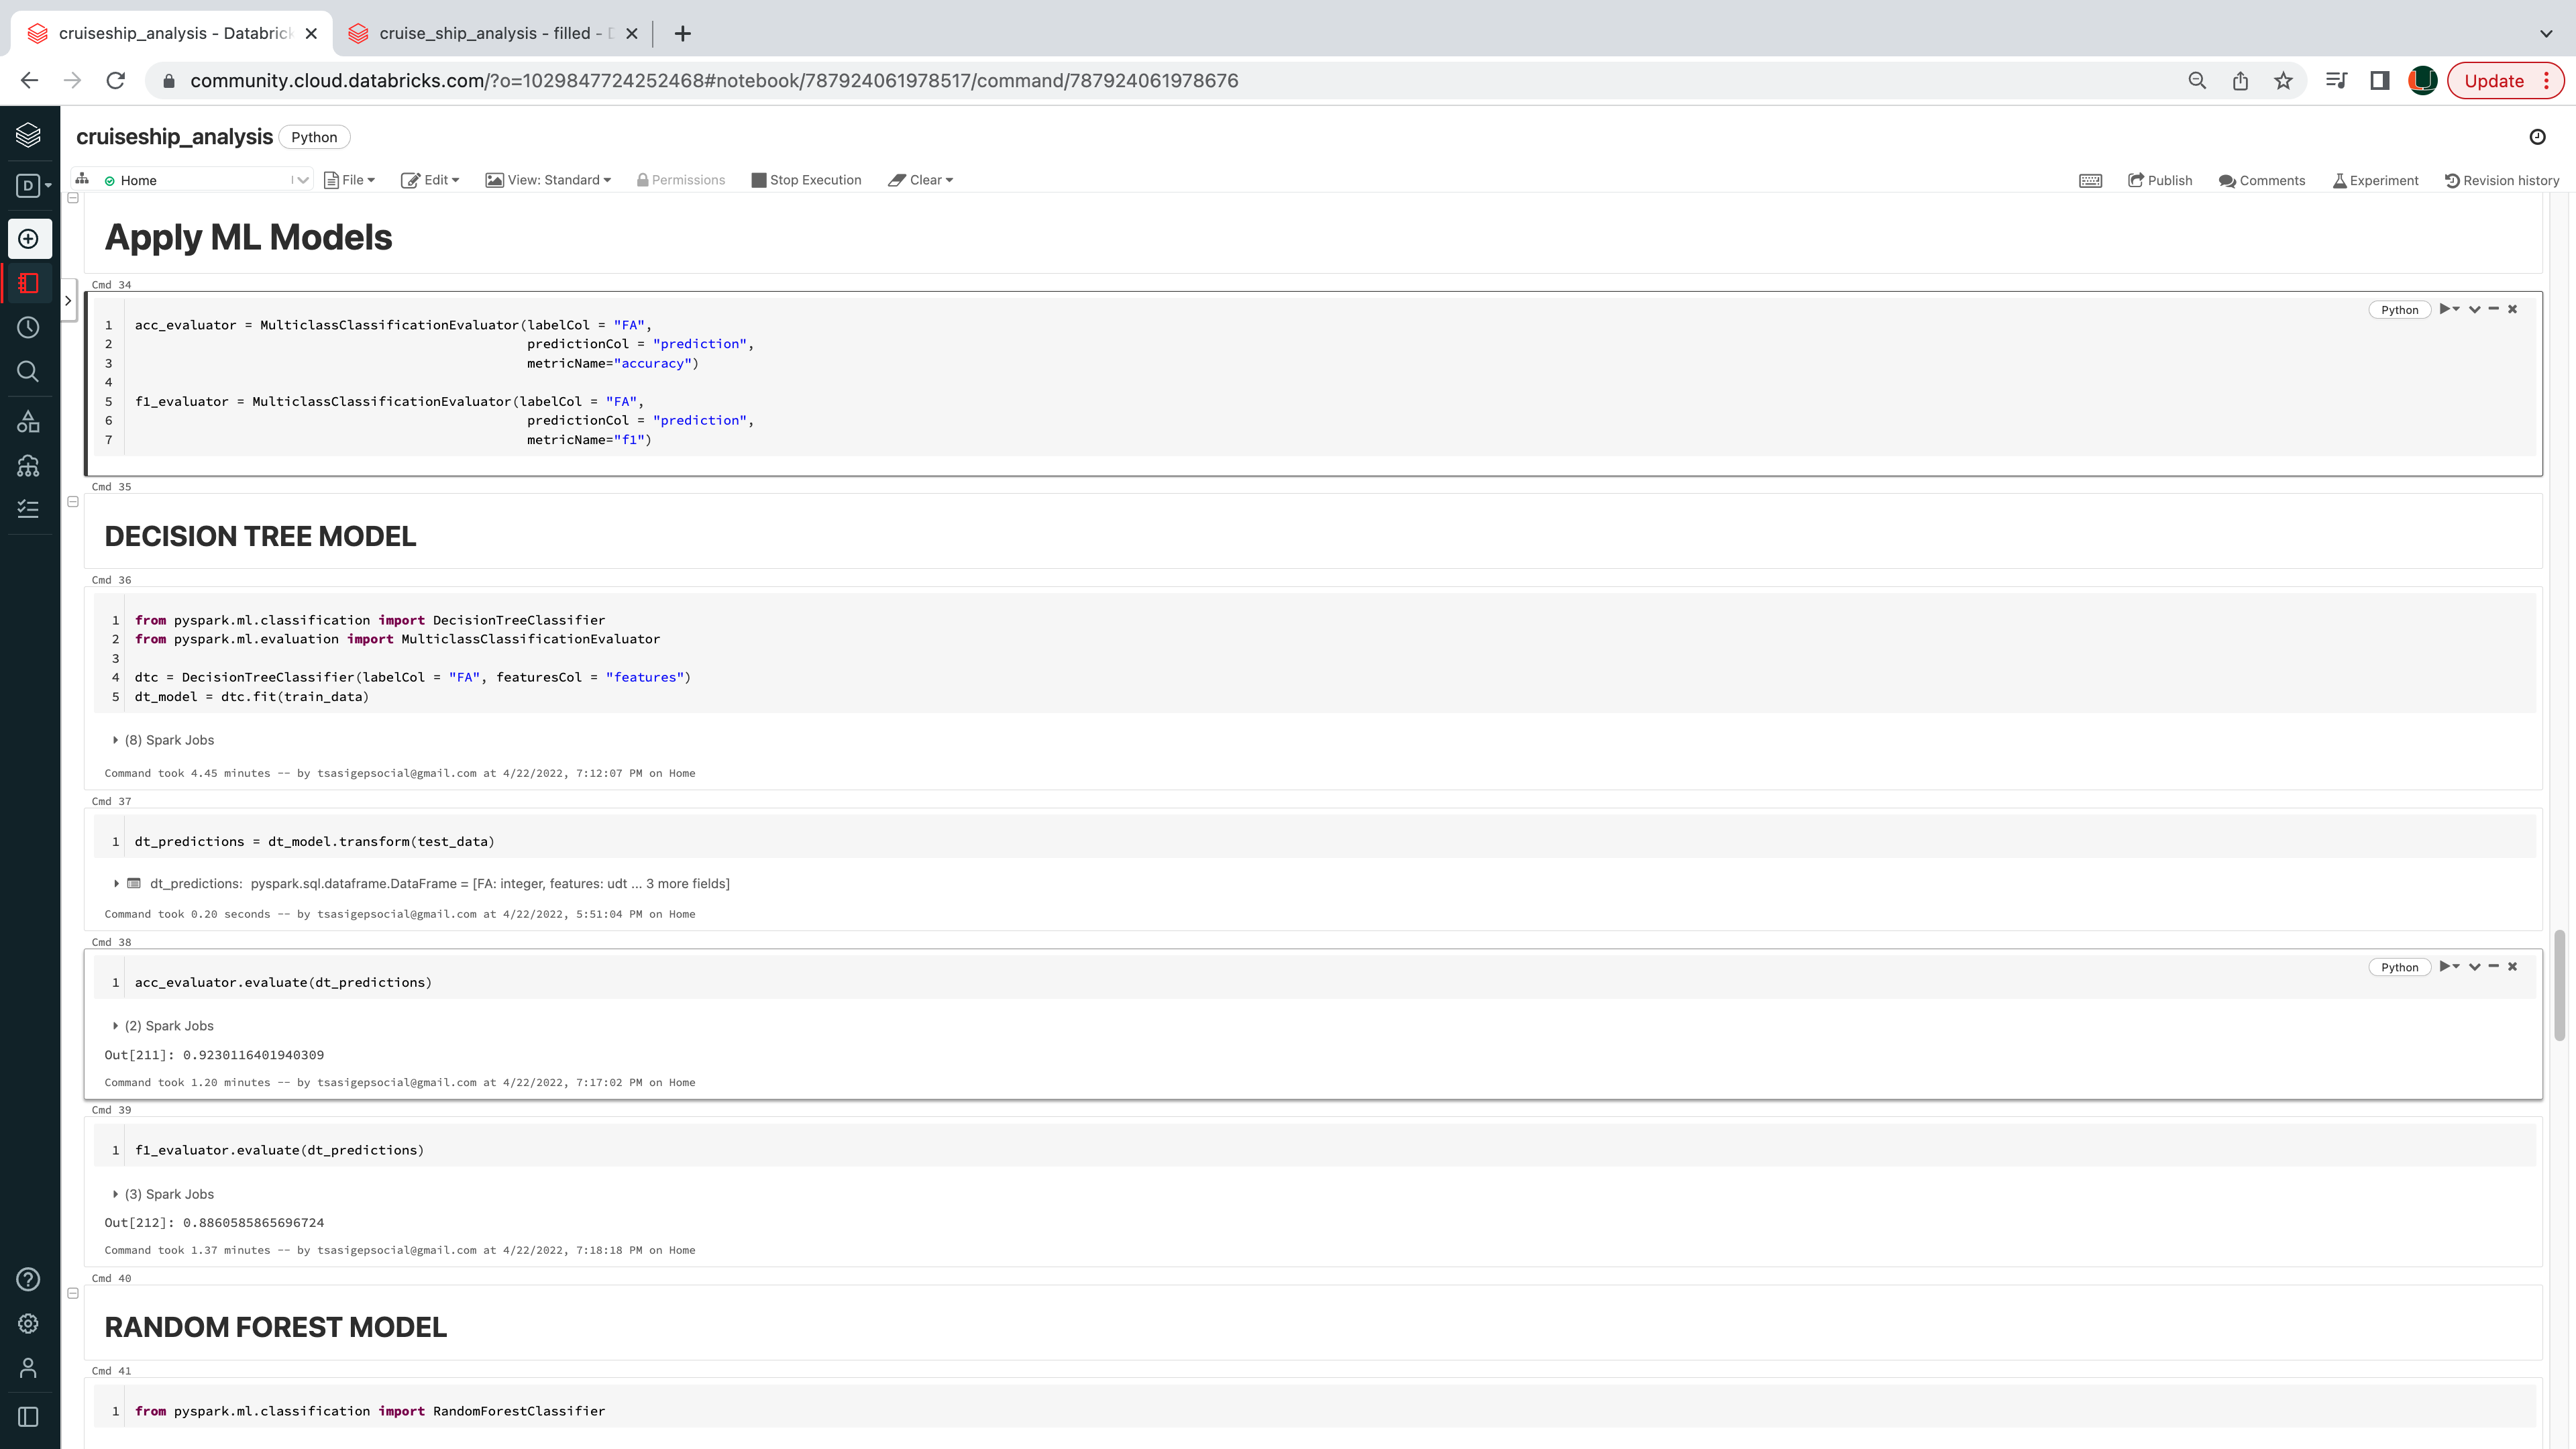 cruiseship_analysis - Databrick
cruise_ship_analysis - filled -
community.cloud.databricks.com/?o=1029847724252468#notebook/787924061978517/command/787924061978676
Update
cruiseship_analysis
Python
D
Home
File
Edit
View: Standard
Permissions
Stop Execution
Clear
Publish
Comments
Experiment
Revision history
Apply ML Models
Cmd 34
Python
1 acc_evaluator = MulticlassClassificationEvaluator(labelCol = "FA",
2 predictionCol = "prediction",
3 metricName="accuracy")
4
5 f1_evaluator = MulticlassClassificationEvaluator(labelCol = "FA",
6 predictionCol = "prediction",
7 metricName="f1")
Cmd 35
DECISION TREE MODEL
Cmd 36
1 from pyspark.ml.classification import DecisionTreeClassifier
2 from pyspark.ml.evaluation import MulticlassClassificationEvaluator
3
4 dtc = DecisionTreeClassifier(labelCol = "FA", featuresCol = "features")
5 dt_model = dtc.fit(train_data)
(8) Spark Jobs
Command took 4.45 minutes -- by tsasigepsocial@gmail.com at 4/22/2022, 7:12:07 PM on Home
Cmd 37
1 dt_predictions = dt_model.transform(test_data)
dt_predictions: pyspark.sql.dataframe.DataFrame = [FA: integer, features: udt ... 3 more fields]
Command took 0.20 seconds -- by tsasigepsocial@gmail.com at 4/22/2022, 5:51:04 PM on Home
Cmd 38
Python
1 acc_evaluator.evaluate(dt_predictions)
(2) Spark Jobs
Out[211]: 0.9230116401940309
Command took 1.20 minutes -- by tsasigepsocial@gmail.com at 4/22/2022, 7:17:02 PM on Home
Cmd 39
1 f1_evaluator.evaluate(dt_predictions)
(3) Spark Jobs
Out[212]: 0.8860585865696724
Command took 1.37 minutes -- by tsasigepsocial@gmail.com at 4/22/2022, 7:18:18 PM on Home
Cmd 40
RANDOM FOREST MODEL
Cmd 41
1 from pyspark.ml.classification import RandomForestClassifier